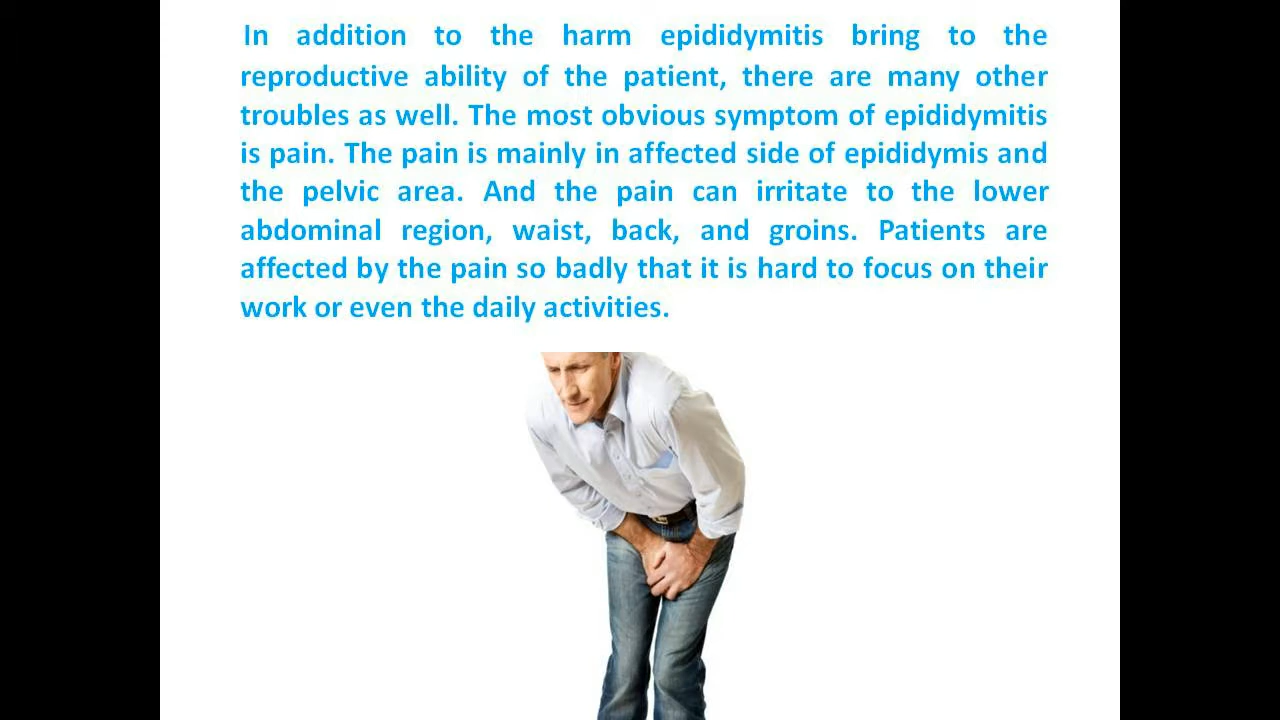 In addition to the harm epididymitis bring to the
reproductive ability of the patient, there are many other
troubles as well. The most obvious symptom of epididymitis
is pain. The pain is mainly in affected side of epididymis and
the pelvic area. And the pain can irritate to the lower
abdominal region, waist, back, and groins. Patients are
affected by the pain so badly that it is hard to focus on their
work or even the daily activities.